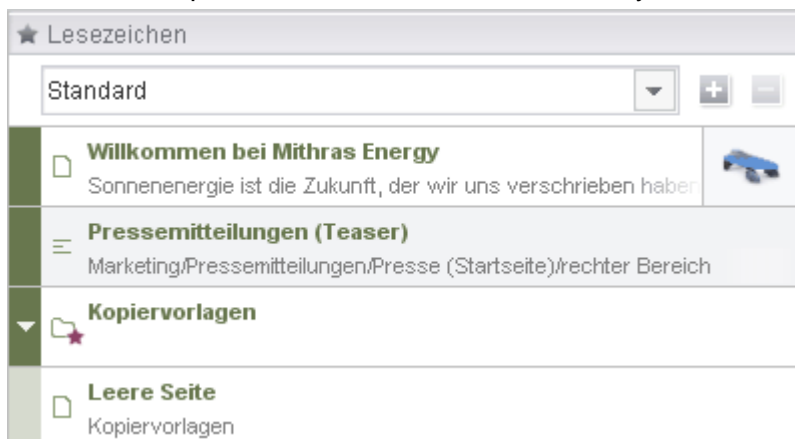 Lesezeichen
Standard
Willkommen bei Mithras Energy
Sonnenenergie ist die Zukunft, der wir uns verschrieben haben
Pressemitteilungen (Teaser)
Marketing/Pressemitteilungen/Presse (Startseite)/rechter Bereich
Kopiervorlagen
Leere Seite
Kopiervorlagen